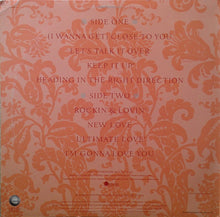 SIDE ONE
(I WANNA GET) CLOSE TO YOU
LET'S TALK IT OVER
KEEP IT UP
HEADING IN THE RIGHT DIRECTION
SIDE TWO
ROCKIN & LOVIN'
NEW LOVE
ULTIMATE LOVE
I'M GONNA LOVE YOU